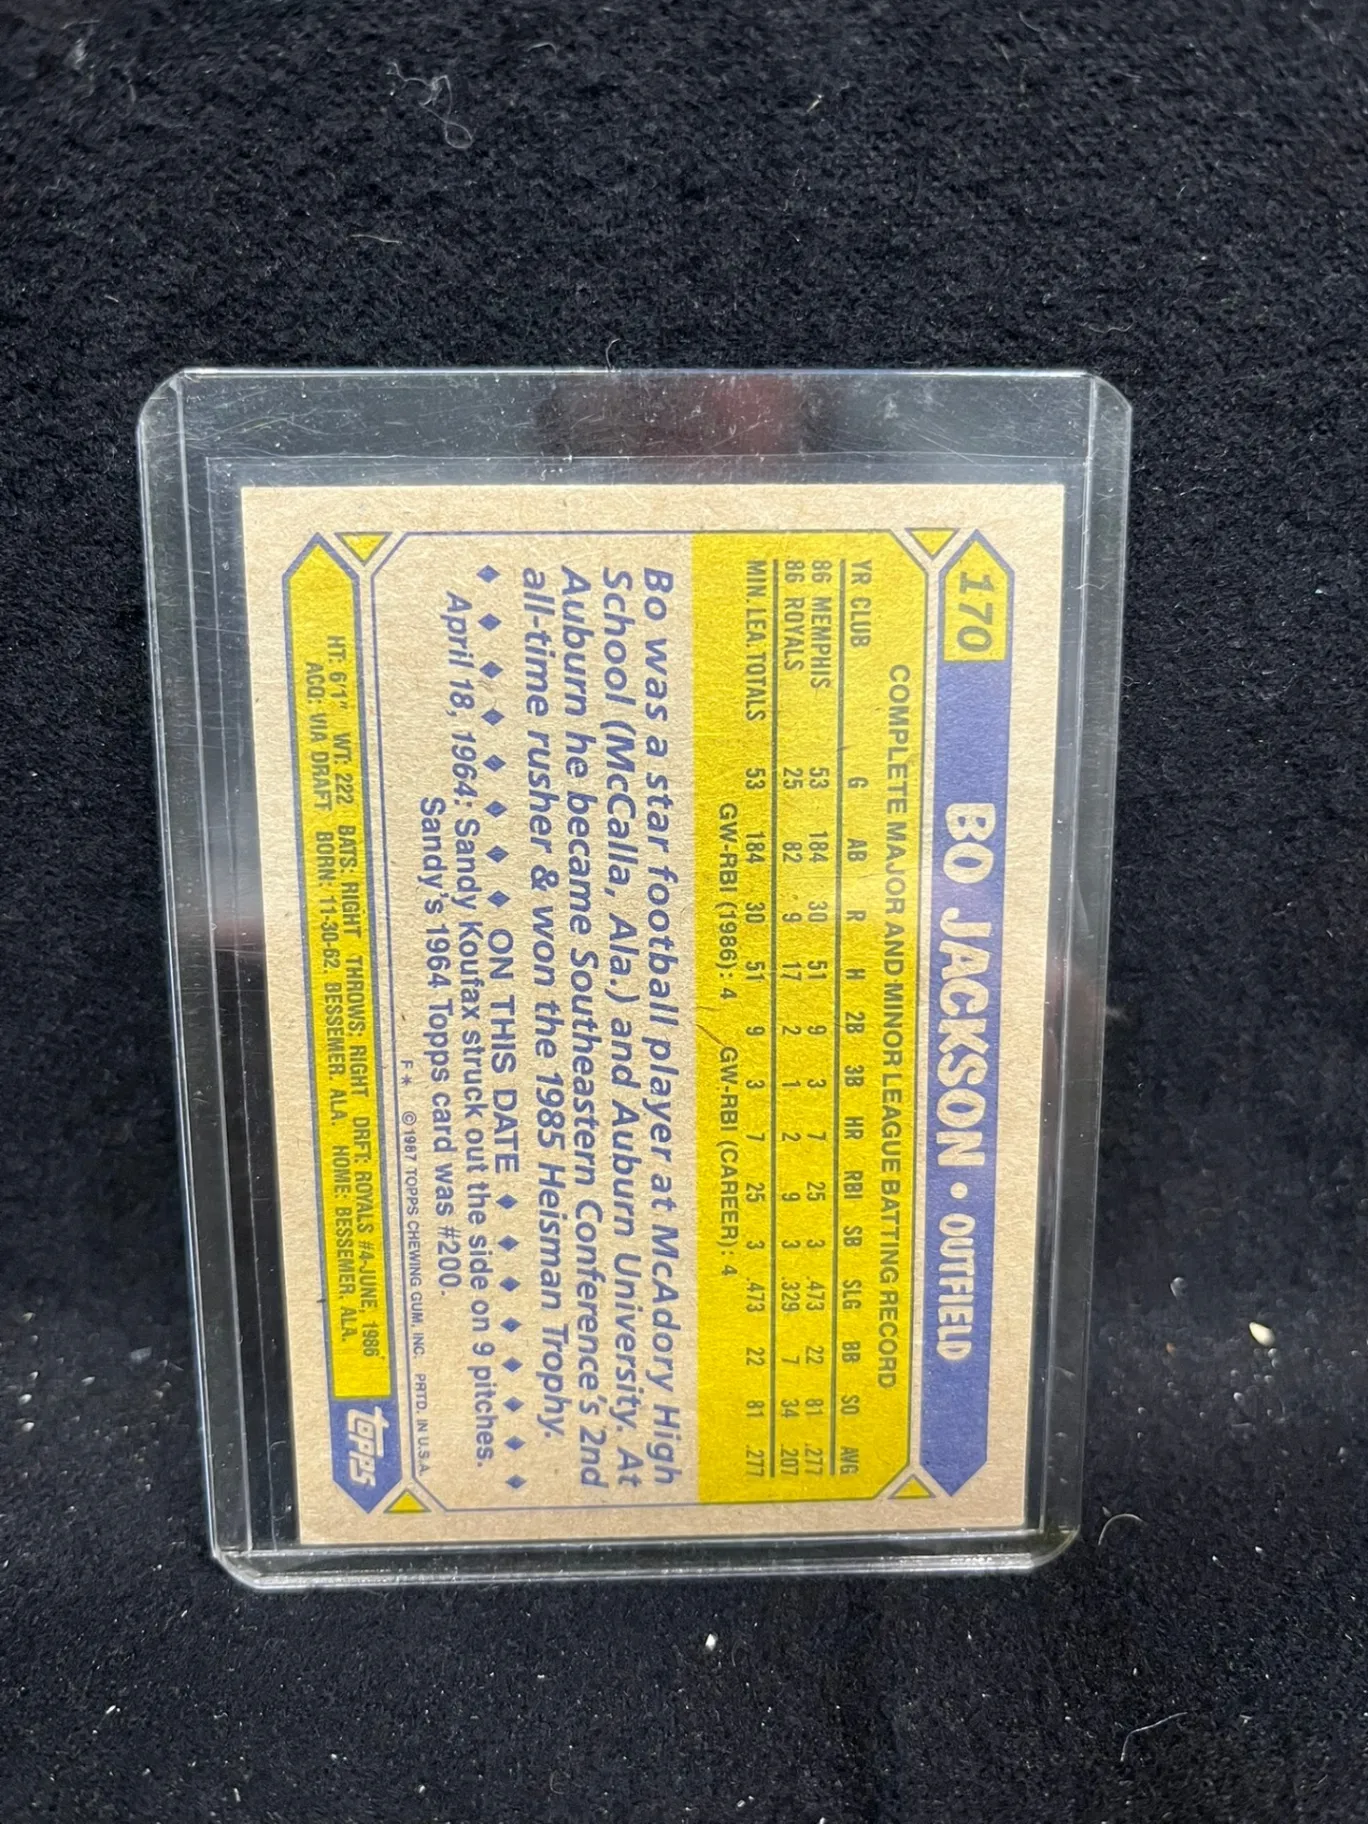 170 BO JACKSON • OUTFIELD
COMPLETE MAJOR AND MINOR LEAGUE BATTING RECORD
YR CLUB G AB R H 2B 3B HR RBI SB SLG BB SO AVG
86 MEMPHIS 53 184 30 51 9 3 7 25 3 .473 22 81 .277
86 ROYALS 25 82 9 17 2 1 2 9 3 .329 7 34 .207
MIN. LEA. TOTALS 53 184 30 51 9 3 7 25 3 .473 22 81 .277
GW-RBI (1986): 4 GW-RBI (CAREER): 4
Bo was a star football player at McAdory High
School (McCalla, Ala.) and Auburn University. At
Auburn he became Southeastern Conference's 2nd
all-time rusher & won the 1985 Heisman Trophy.
♦ ♦ ♦ ♦ ♦ ♦ ♦ ♦ ON THIS DATE ♦ ♦ ♦ ♦ ♦ ♦ ♦ ♦
April 18, 1964: Sandy Koufax struck out the side on 9 pitches.
Sandy's 1964 Topps card was #200.
F* ©1987 TOPPS CHEWING GUM, INC. PRTD. IN U.S.A.
HT: 6'1" WT: 222 BATS: RIGHT THROWS: RIGHT DRFT: ROYALS #4-JUNE, 1986
ACQ: VIA DRAFT BORN: 11-30-62, BESSEMER, ALA. HOME: BESSEMER, ALA.
topps